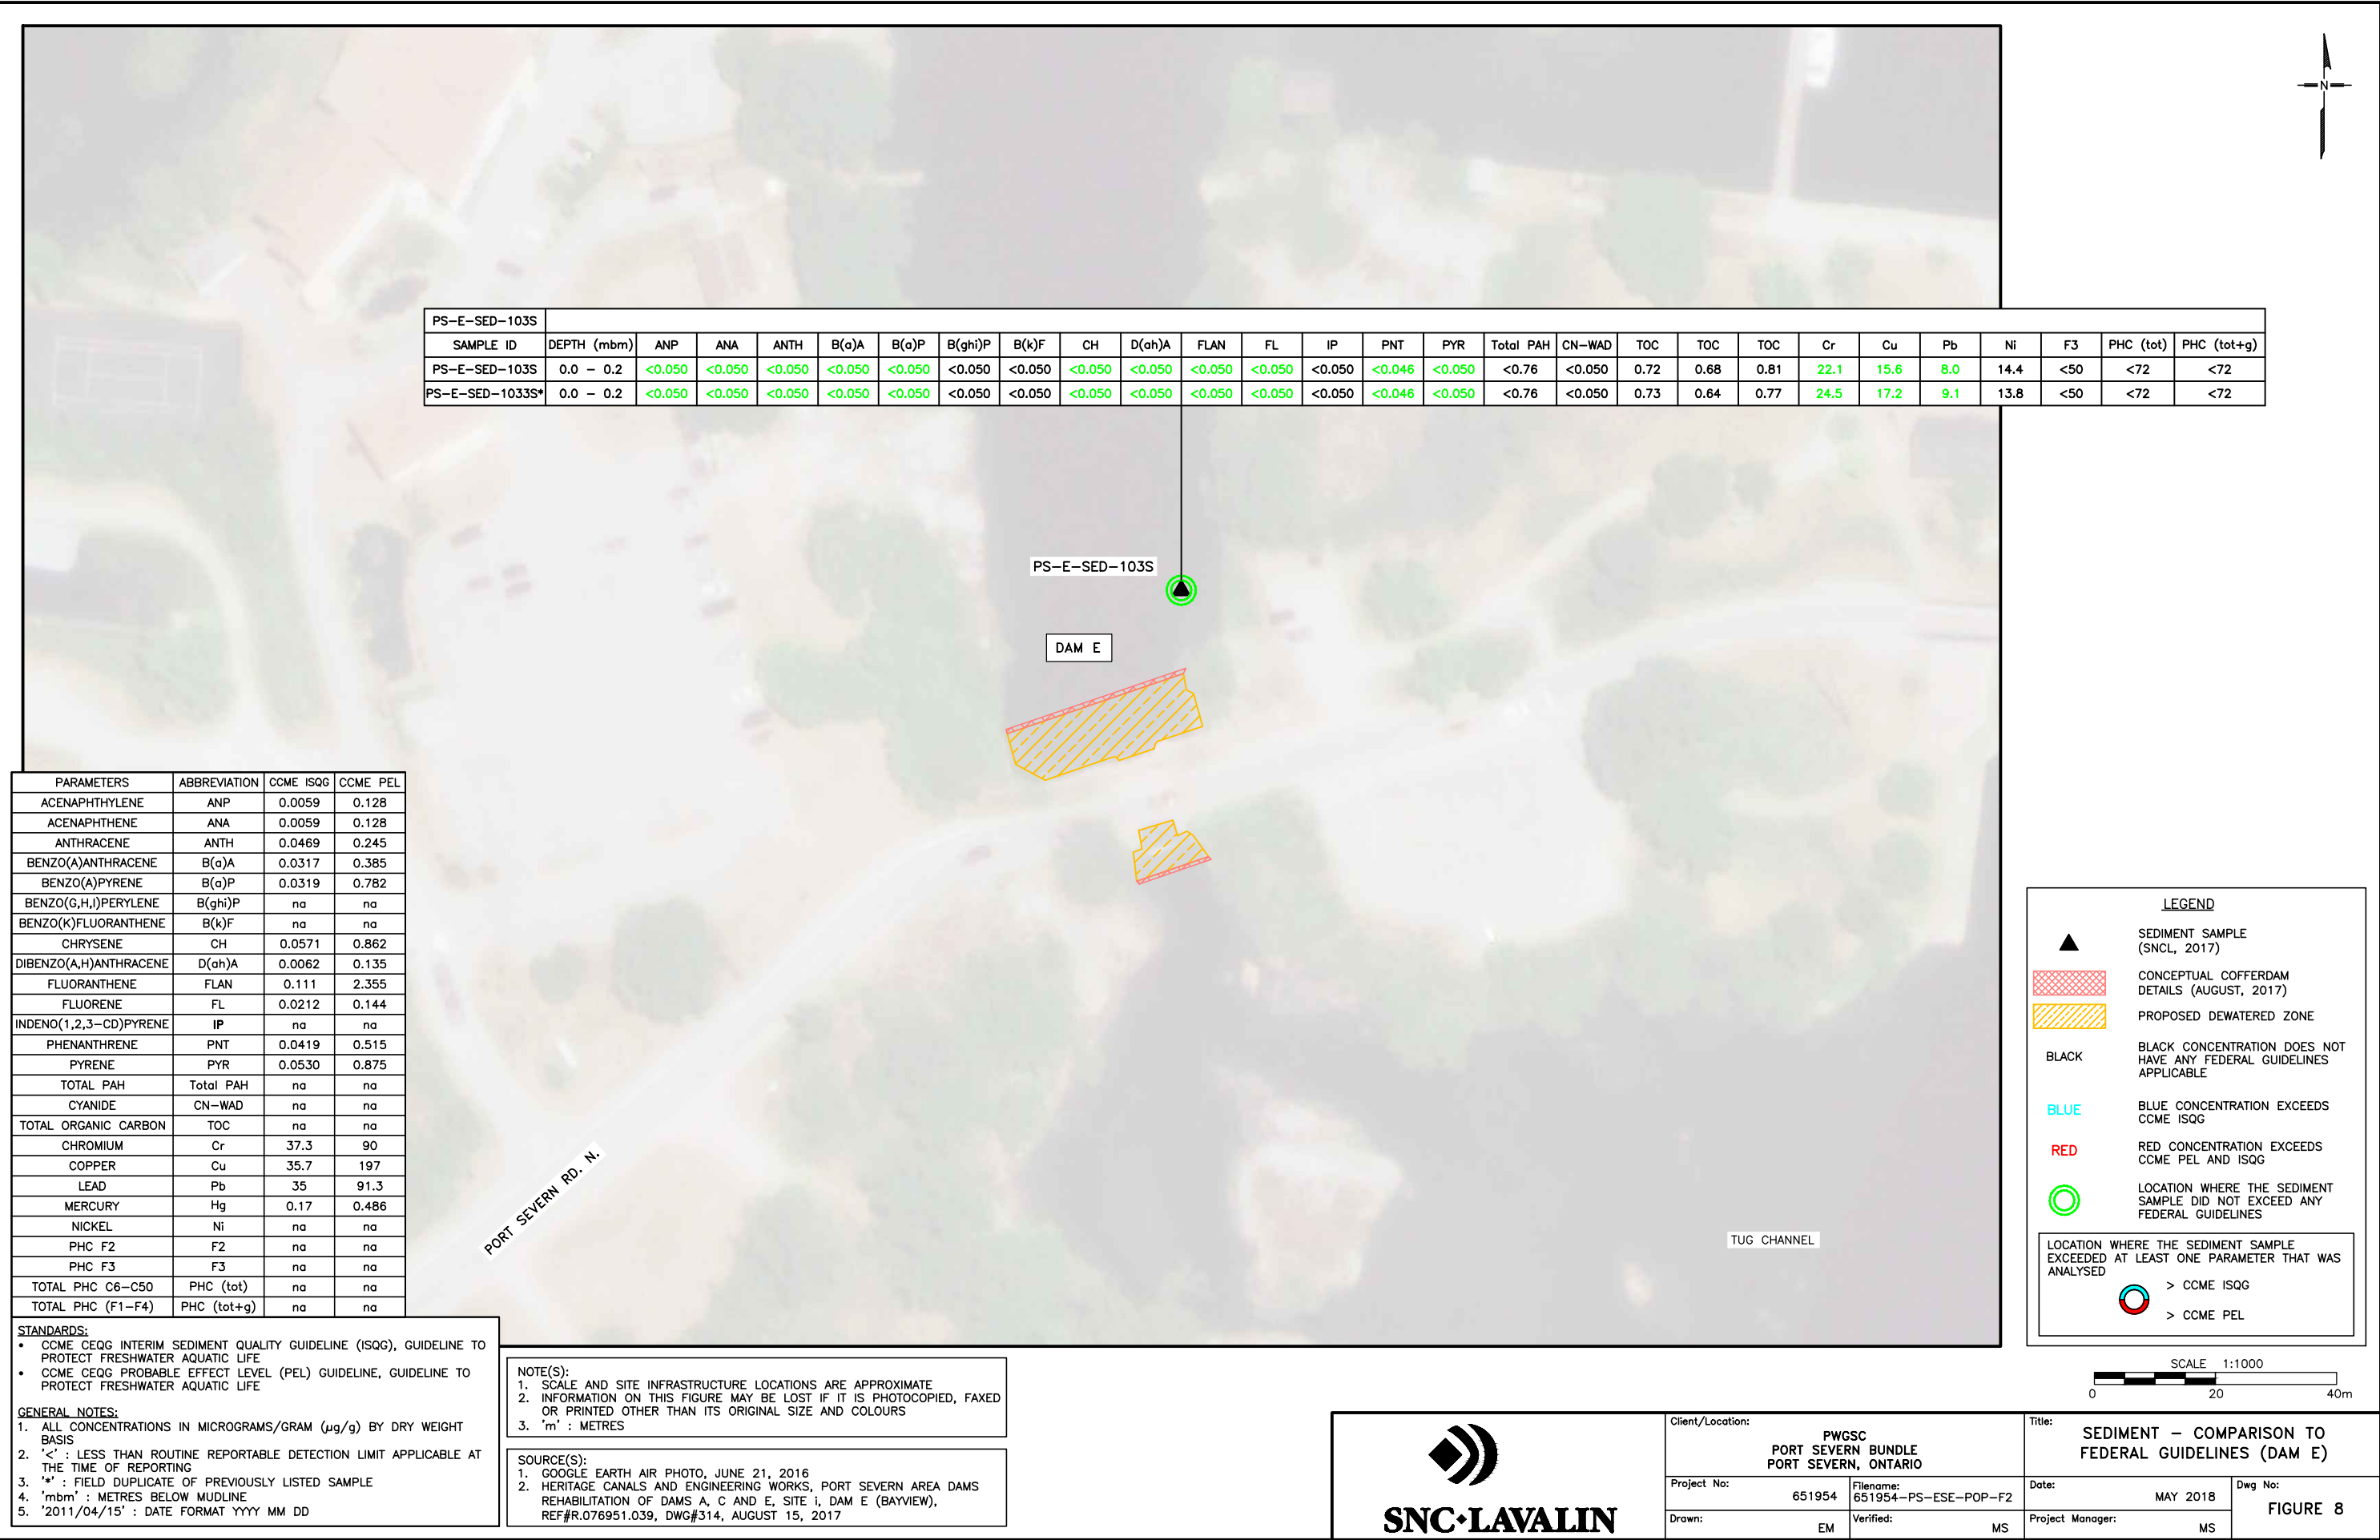 N
PS-E-SED-103S
SAMPLE ID DEPTH (mbm) ANP ANA ANTH B(a)A B(a)P B(ghi)P B(k)F CH D(ah)A FLAN FL IP PNT PYR Total PAH CN-WAD TOC TOC TOC Cr Cu Pb Ni F3 PHC (tot) PHC (tot+g)
PS-E-SED-103S 0.0 - 0.2 <0.050 <0.050 <0.050 <0.050 <0.050 <0.050 <0.050 <0.050 <0.050 <0.050 <0.050 <0.050 <0.046 <0.050 <0.76 <0.050 0.72 0.68 0.81 22.1 15.6 8.0 14.4 <50 <72 <72
PS-E-SED-1033S* 0.0 - 0.2 <0.050 <0.050 <0.050 <0.050 <0.050 <0.050 <0.050 <0.050 <0.050 <0.050 <0.050 <0.050 <0.046 <0.050 <0.76 <0.050 0.73 0.64 0.77 24.5 17.2 9.1 13.8 <50 <72 <72
PS-E-SED-103S
DAM E
PORT SEVERN RD. N.
TUG CHANNEL
PARAMETERS ABBREVIATION CCME ISQG CCME PEL
ACENAPHTHYLENE ANP 0.0059 0.128
ACENAPHTHENE ANA 0.0059 0.128
ANTHRACENE ANTH 0.0469 0.245
BENZO(A)ANTHRACENE B(a)A 0.0317 0.385
BENZO(A)PYRENE B(a)P 0.0319 0.782
BENZO(G,H,I)PERYLENE B(ghi)P na na
BENZO(K)FLUORANTHENE B(k)F na na
CHRYSENE CH 0.0571 0.862
DIBENZO(A,H)ANTHRACENE D(ah)A 0.0062 0.135
FLUORANTHENE FLAN 0.111 2.355
FLUORENE FL 0.0212 0.144
INDENO(1,2,3-CD)PYRENE IP na na
PHENANTHRENE PNT 0.0419 0.515
PYRENE PYR 0.0530 0.875
TOTAL PAH Total PAH na na
CYANIDE CN-WAD na na
TOTAL ORGANIC CARBON TOC na na
CHROMIUM Cr 37.3 90
COPPER Cu 35.7 197
LEAD Pb 35 91.3
MERCURY Hg 0.17 0.486
NICKEL Ni na na
PHC F2 F2 na na
PHC F3 F3 na na
TOTAL PHC C6-C50 PHC (tot) na na
TOTAL PHC (F1-F4) PHC (tot+g) na na
STANDARDS:
• CCME CEQG INTERIM SEDIMENT QUALITY GUIDELINE (ISQG), GUIDELINE TO
PROTECT FRESHWATER AQUATIC LIFE
• CCME CEQG PROBABLE EFFECT LEVEL (PEL) GUIDELINE, GUIDELINE TO
PROTECT FRESHWATER AQUATIC LIFE
GENERAL NOTES:
1. ALL CONCENTRATIONS IN MICROGRAMS/GRAM (µg/g) BY DRY WEIGHT
BASIS
2. '<' : LESS THAN ROUTINE REPORTABLE DETECTION LIMIT APPLICABLE AT
THE TIME OF REPORTING
3. '*' : FIELD DUPLICATE OF PREVIOUSLY LISTED SAMPLE
4. 'mbm' : METRES BELOW MUDLINE
5. '2011/04/15' : DATE FORMAT YYYY MM DD
NOTE(S):
1. SCALE AND SITE INFRASTRUCTURE LOCATIONS ARE APPROXIMATE
2. INFORMATION ON THIS FIGURE MAY BE LOST IF IT IS PHOTOCOPIED, FAXED
OR PRINTED OTHER THAN ITS ORIGINAL SIZE AND COLOURS
3. 'm' : METRES
SOURCE(S):
1. GOOGLE EARTH AIR PHOTO, JUNE 21, 2016
2. HERITAGE CANALS AND ENGINEERING WORKS, PORT SEVERN AREA DAMS
REHABILITATION OF DAMS A, C AND E, SITE i, DAM E (BAYVIEW),
REF#R.076951.039, DWG#314, AUGUST 15, 2017
LEGEND
SEDIMENT SAMPLE
(SNCL, 2017)
CONCEPTUAL COFFERDAM
DETAILS (AUGUST, 2017)
PROPOSED DEWATERED ZONE
BLACK BLACK CONCENTRATION DOES NOT
HAVE ANY FEDERAL GUIDELINES
APPLICABLE
BLUE BLUE CONCENTRATION EXCEEDS
CCME ISQG
RED RED CONCENTRATION EXCEEDS
CCME PEL AND ISQG
LOCATION WHERE THE SEDIMENT
SAMPLE DID NOT EXCEED ANY
FEDERAL GUIDELINES
LOCATION WHERE THE SEDIMENT SAMPLE
EXCEEDED AT LEAST ONE PARAMETER THAT WAS
ANALYSED
> CCME ISQG
> CCME PEL
SCALE 1:1000
0 20 40m
SNC•LAVALIN
Client/Location:
PWGSC
PORT SEVERN BUNDLE
PORT SEVERN, ONTARIO
Title:
SEDIMENT - COMPARISON TO
FEDERAL GUIDELINES (DAM E)
Project No: 651954
Filename: 651954-PS-ESE-POP-F2
Date: MAY 2018
Dwg No: FIGURE 8
Drawn: EM
Verified: MS
Project Manager: MS